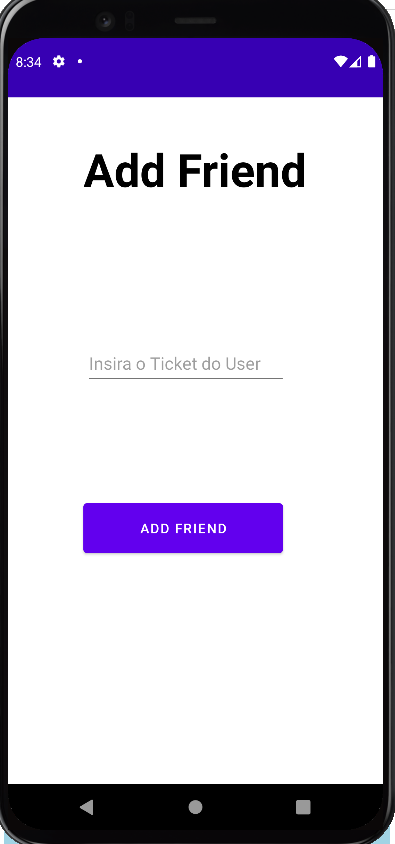 8:34
Add Friend
Insira o Ticket do User
ADD FRIEND